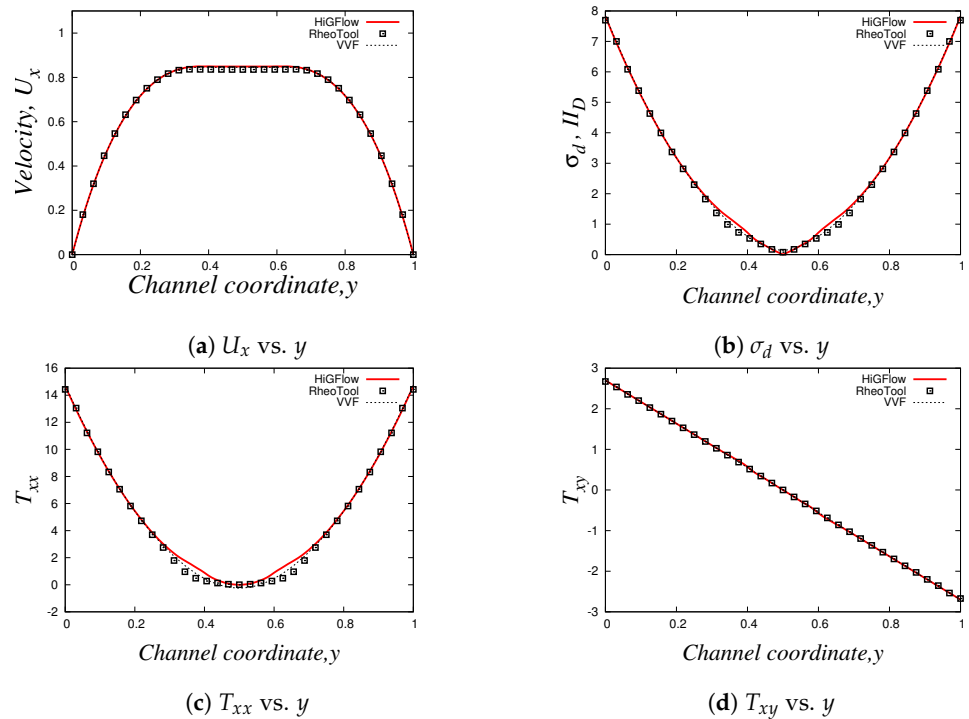 1
0.8
0.6
0.4
0.2
0
0 0.2 0.4 0.6 0.8 1
Velocity, U_x
Channel coordinate,y
HiGFlow
RheoTool
VVF
(a) U_x vs. y
8
7
6
5
4
3
2
1
0
0 0.2 0.4 0.6 0.8 1
σ_d , II_D
Channel coordinate,y
HiGFlow
RheoTool
VVF
(b) σ_d vs. y
16
14
12
10
8
6
4
2
0
-2
0 0.2 0.4 0.6 0.8 1
T_xx
Channel coordinate,y
HiGFlow
RheoTool
VVF
(c) T_xx vs. y
3
2
1
0
-1
-2
-3
0 0.2 0.4 0.6 0.8 1
T_xy
Channel coordinate,y
HiGFlow
RheoTool
VVF
(d) T_xy vs. y